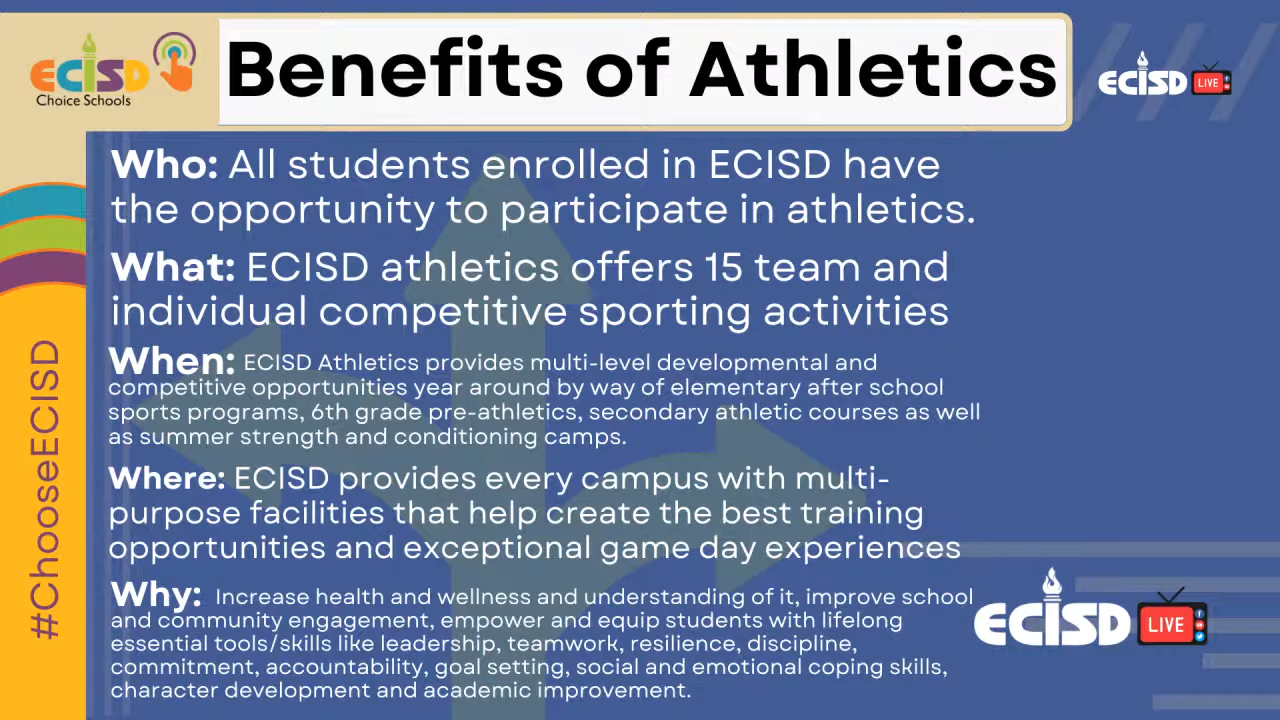 ECISD
Choice Schools
Benefits of Athletics
ECISD LIVE
Who: All students enrolled in ECISD have
the opportunity to participate in athletics.
What: ECISD athletics offers 15 team and
individual competitive sporting activities
When: ECISD Athletics provides multi-level developmental and
competitive opportunities year around by way of elementary after school
sports programs, 6th grade pre-athletics, secondary athletic courses as well
as summer strength and conditioning camps.
Where: ECISD provides every campus with multi-
purpose facilities that help create the best training
opportunities and exceptional game day experiences
Why: Increase health and wellness and understanding of it, improve school
and community engagement, empower and equip students with lifelong
essential tools/skills like leadership, teamwork, resilience, discipline,
commitment, accountability, goal setting, social and emotional coping skills,
character development and academic improvement.
#ChooseECISD
ECISD LIVE